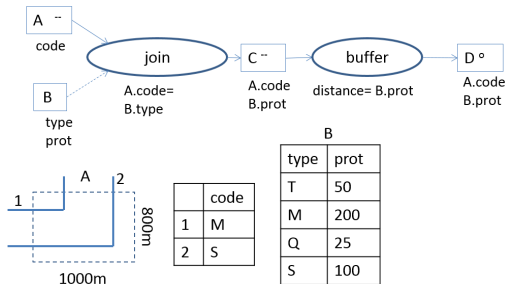 A --
code
join
A.code=
B.type
B
type
prot
C --
A.code
B.prot
buffer
distance= B.prot
D °
A.code
B.prot
A
1
2
800m
1000m
code
1 M
2 S
B
type prot
T 50
M 200
Q 25
S 100